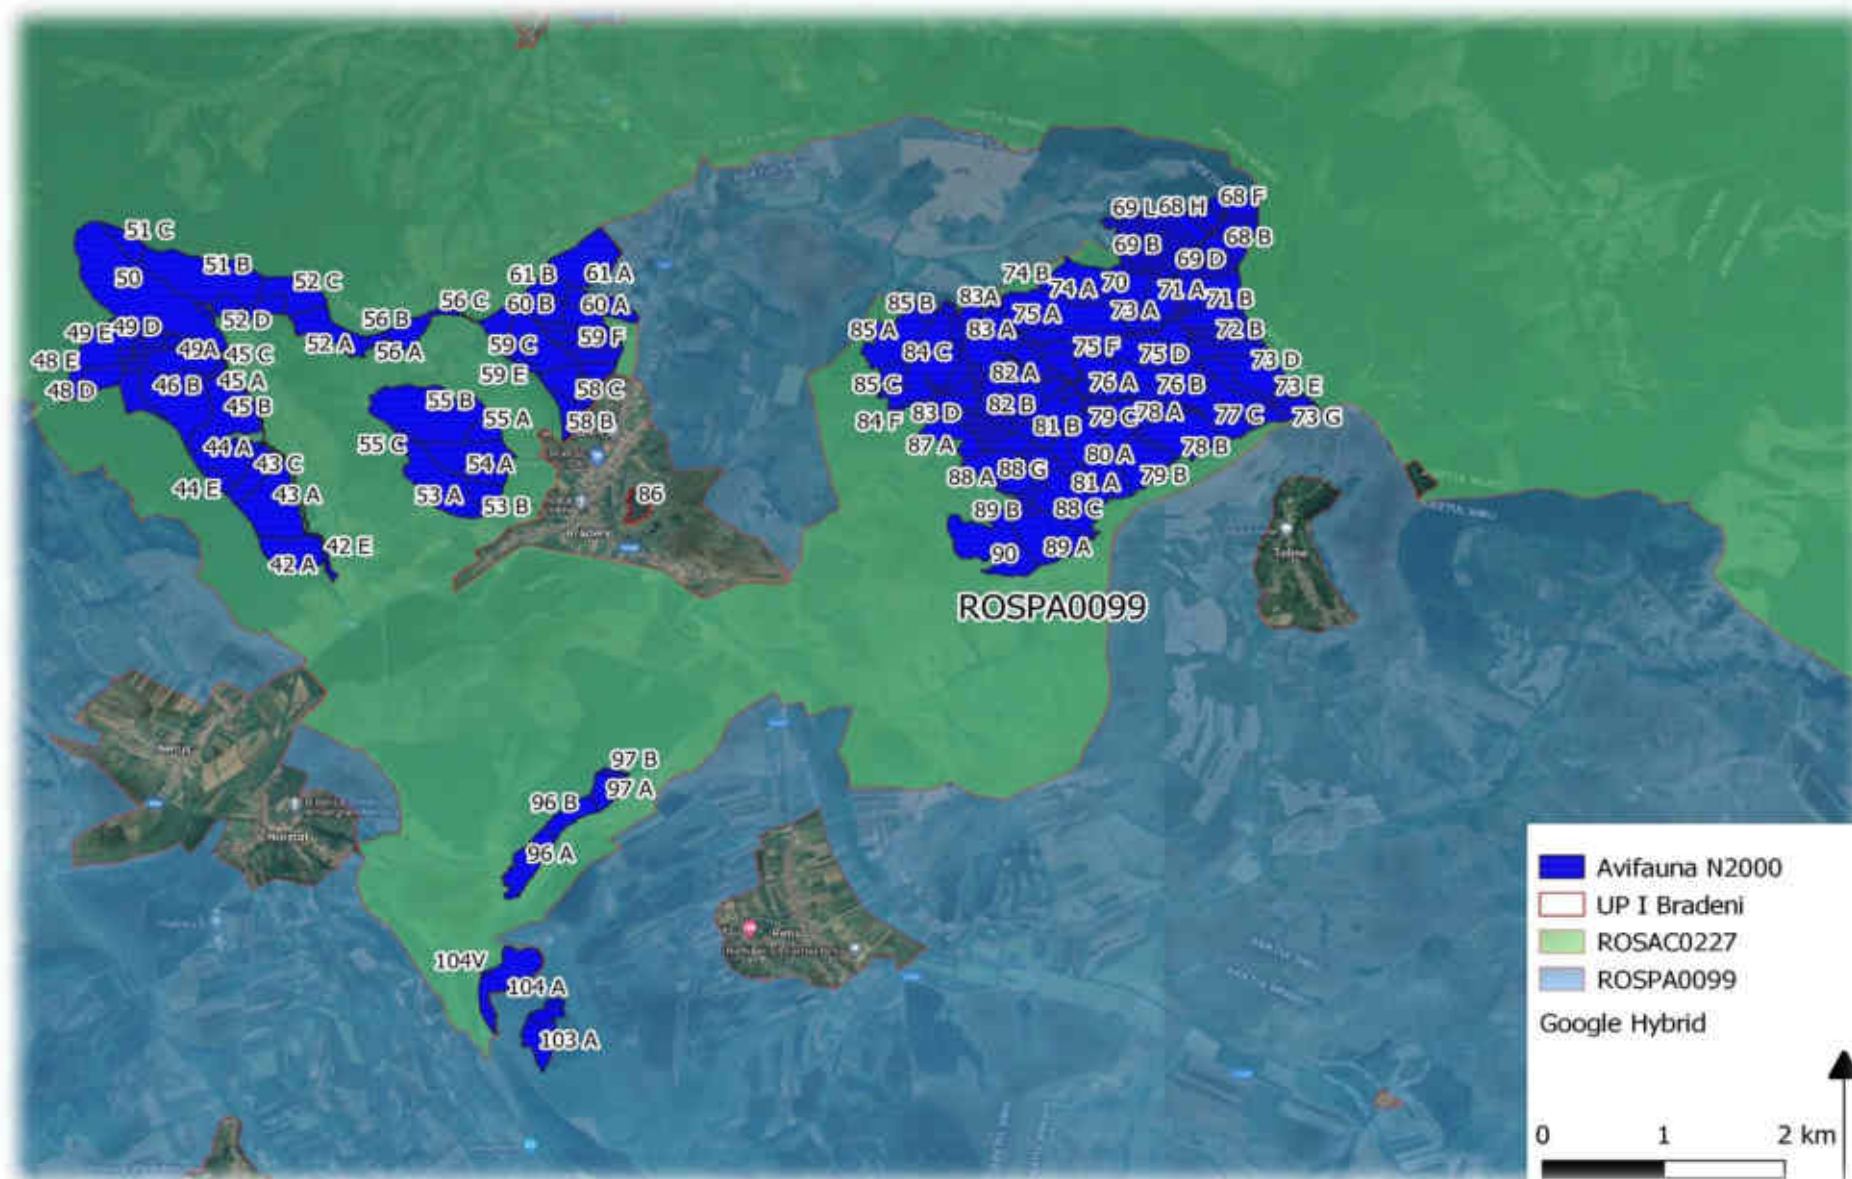 69 L
68 H
68 F
51 C
69 B
68 B
51 B
61 B
61 A
69 D
50
52 C
74 B
70
56 C
60 B
60 A
85 B
83A
74 A
71 A
71 B
49 E
49 D
52 D
56 B
59 F
85 A
83 A
75 A
73 A
72 B
49A
45 C
52 A
56 A
59 C
84 C
75 F
75 D
73 D
48 E
45 A
59 E
82 A
76 A
76 B
73 E
48 D
46 B
45 B
55 B
58 C
85 C
82 B
55 A
58 B
84 F
83 D
81 B
79 C
78 A
77 C
73 G
44 A
43 C
55 C
54 A
87 A
80 A
78 B
44 E
43 A
53 A
53 B
86
88 A
88 G
81 A
79 B
Bradeni
89 B
88 C
42 A
42 E
90
89 A
ROSPA0099
97 B
97 A
96 B
96 A
104V
104 A
103 A
Avifauna N2000
UP I Bradeni
ROSAC0227
ROSPA0099
Google Hybrid
0 1 2 km